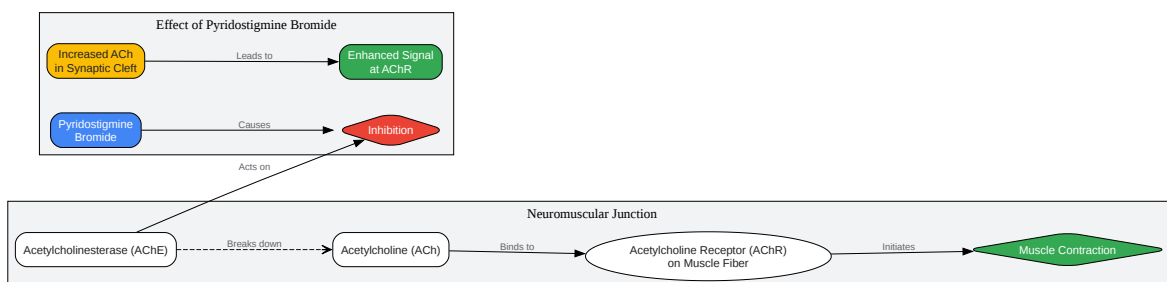 Effect of Pyridostigmine Bromide
Increased ACh
in Synaptic Cleft
Leads to
Enhanced Signal
at AChR
Pyridostigmine
Bromide
Causes
Inhibition
Acts on
Neuromuscular Junction
Acetylcholinesterase (AChE)
Breaks down
Acetylcholine (ACh)
Binds to
Acetylcholine Receptor (AChR)
on Muscle Fiber
Initiates
Muscle Contraction